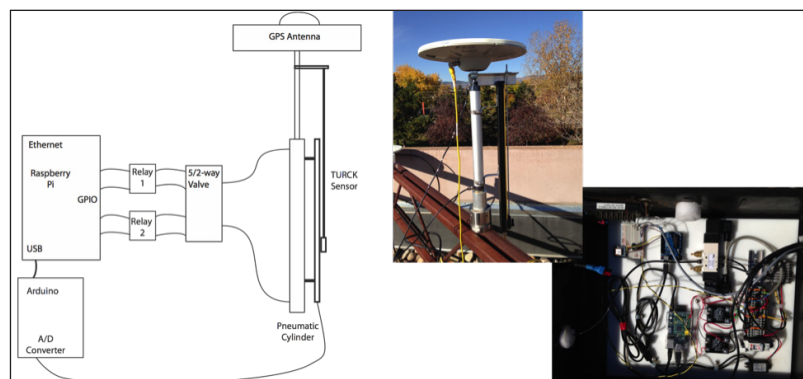 GPS Antenna
Ethernet
Raspberry
Pi
GPIO
USB
Relay
1
Relay
2
5/2-way
Valve
TURCK
Sensor
Arduino
A/D
Converter
Pneumatic
Cylinder